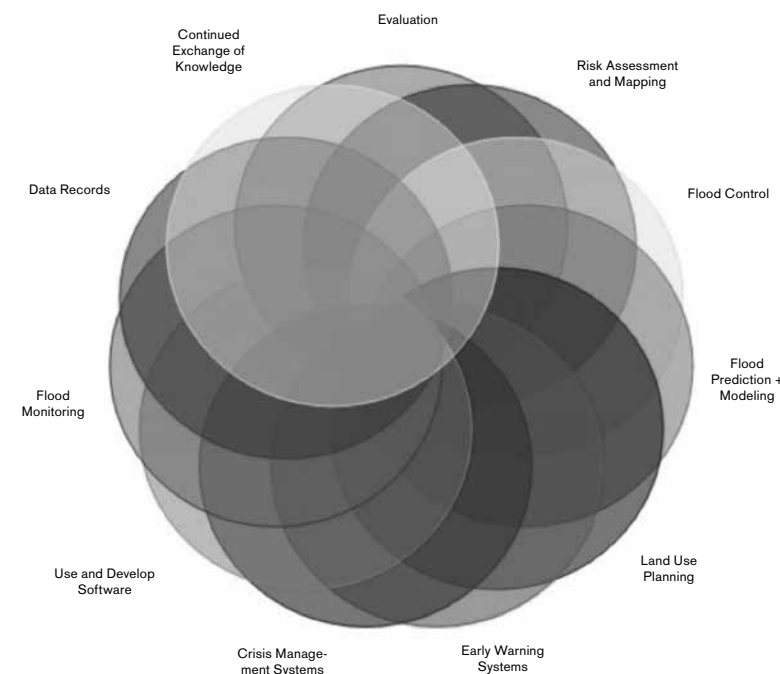 Evaluation
Continued
Exchange of
Knowledge
Risk Assessment
and Mapping
Data Records
Flood Control
Flood
Prediction +
Modeling
Flood
Monitoring
Land Use
Planning
Use and Develop
Software
Early Warning
Systems
Crisis Manage-
ment Systems